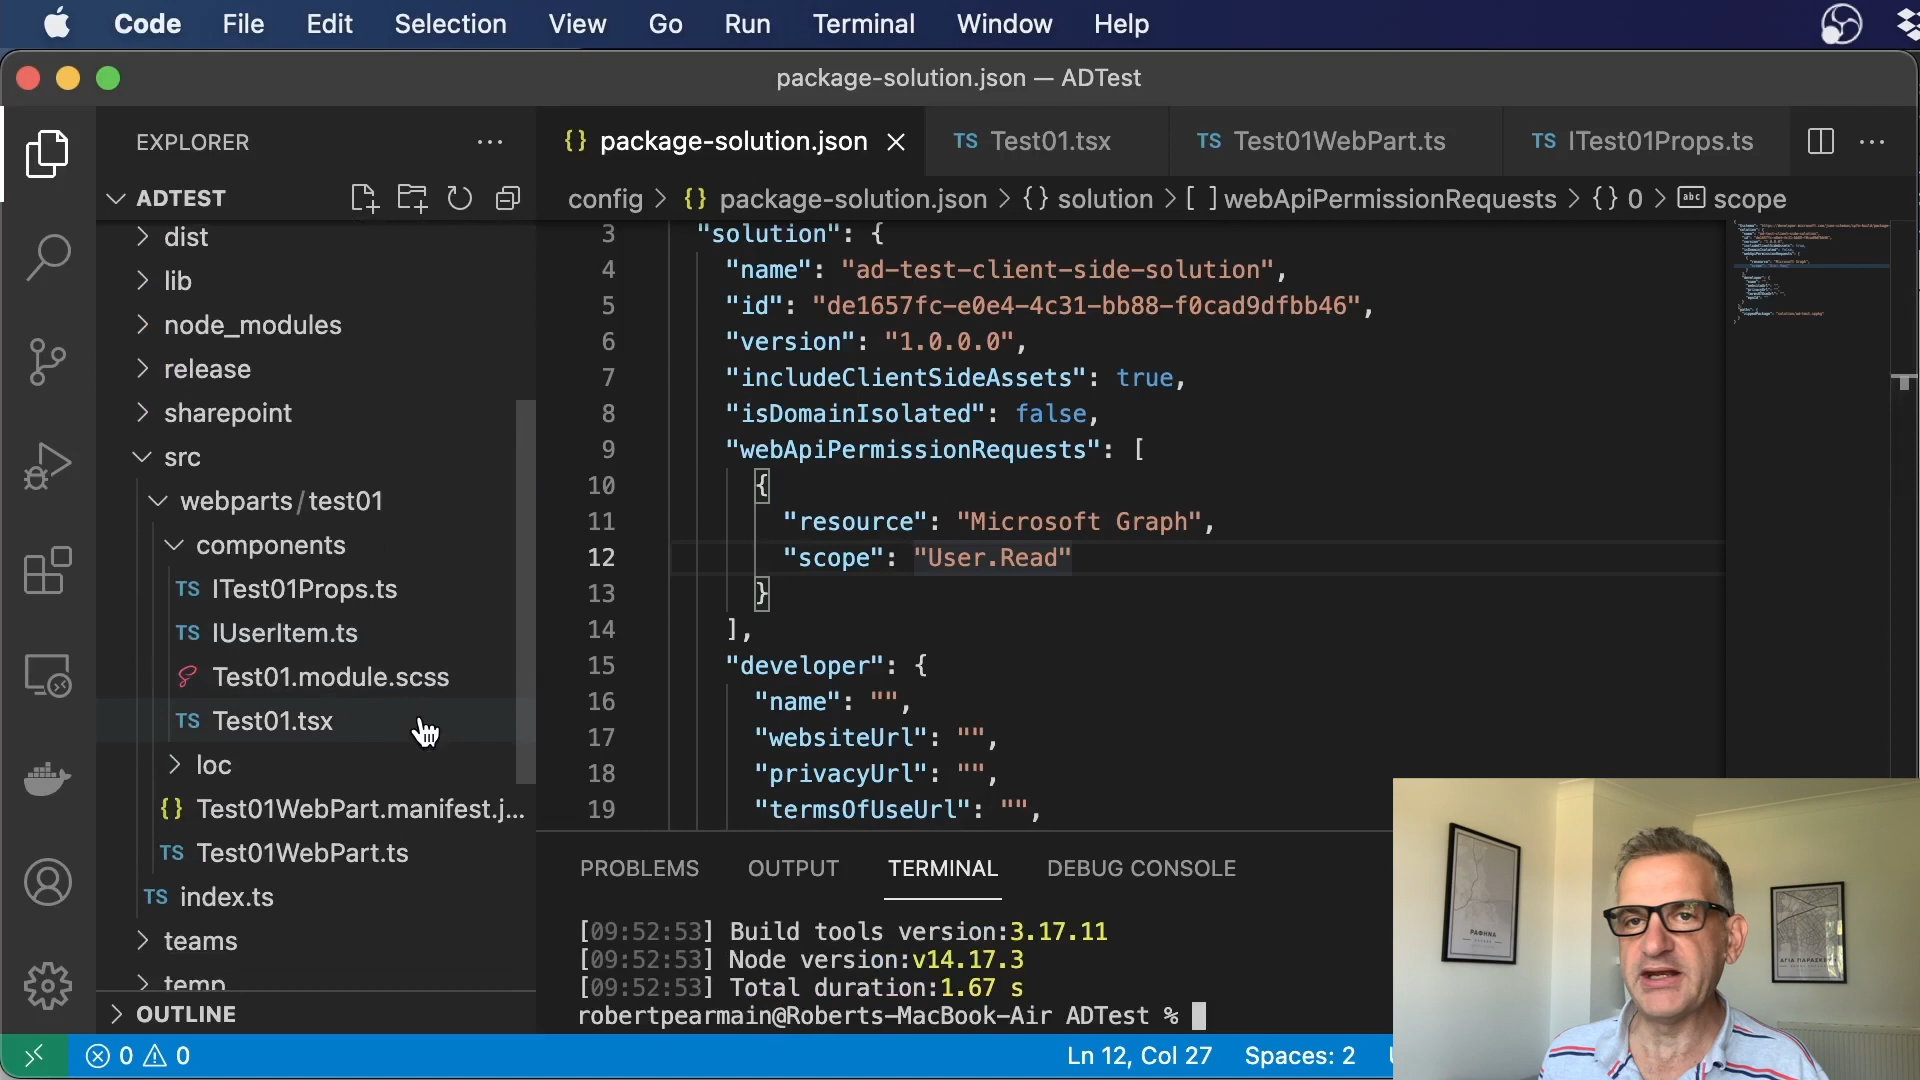 Code File Edit Selection View Go Run Terminal Window Help
package-solution.json — ADTest
EXPLORER
ADTEST
dist
lib
node_modules
release
sharepoint
src
webparts/test01
components
TS ITest01Props.ts
TS IUserItem.ts
Test01.module.scss
TS Test01.tsx
loc
{} Test01WebPart.manifest.j...
TS Test01WebPart.ts
TS index.ts
teams
temp
OUTLINE
{} package-solution.json TS Test01.tsx TS Test01WebPart.ts TS ITest01Props.ts
config > {} package-solution.json > {} solution > [ ] webApiPermissionRequests > {} 0 > abc scope
3 "solution": {
4 "name": "ad-test-client-side-solution",
5 "id": "de1657fc-e0e4-4c31-bb88-f0cad9dfbb46",
6 "version": "1.0.0.0",
7 "includeClientSideAssets": true,
8 "isDomainIsolated": false,
9 "webApiPermissionRequests": [
10 {
11 "resource": "Microsoft Graph",
12 "scope": "User.Read"
13 }
14 ],
15 "developer": {
16 "name": "",
17 "websiteUrl": "",
18 "privacyUrl": "",
19 "termsOfUseUrl": "",
PROBLEMS OUTPUT TERMINAL DEBUG CONSOLE
[09:52:53] Build tools version:3.17.11
[09:52:53] Node version:v14.17.3
[09:52:53] Total duration:1.67 s
robertpearmain@Roberts-MacBook-Air ADTest %
0 0
Ln 12, Col 27 Spaces: 2
ΡΑΦΗΝΑ